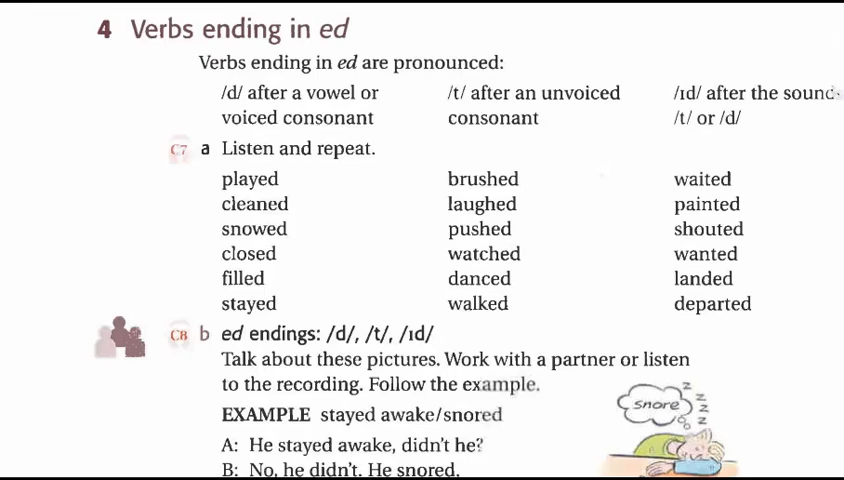 4 Verbs ending in ed
Verbs ending in ed are pronounced:
/d/ after a vowel or
voiced consonant
/t/ after an unvoiced
consonant
/ɪd/ after the sounds
/t/ or /d/
C7 a Listen and repeat.
played brushed waited
cleaned laughed painted
snowed pushed shouted
closed watched wanted
filled danced landed
stayed walked departed
C8 b ed endings: /d/, /t/, /ɪd/
Talk about these pictures. Work with a partner or listen
to the recording. Follow the example.
EXAMPLE stayed awake/snored
A: He stayed awake, didn't he?
B: No, he didn't. He snored.
snore
z
z
z
z